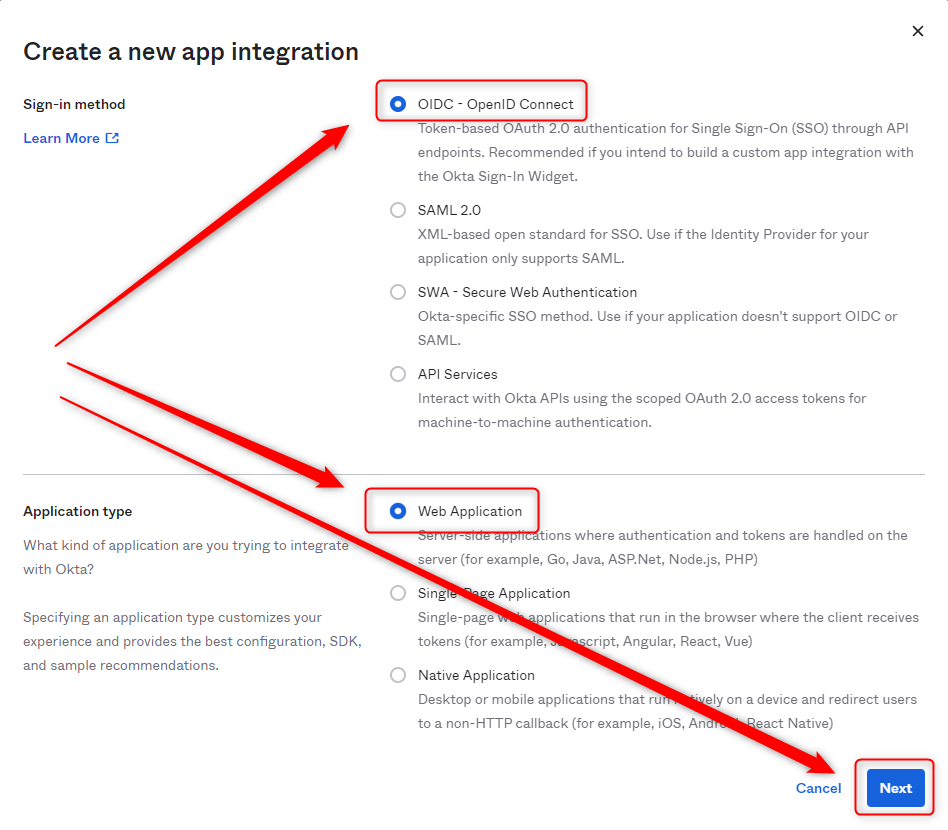 Create a new app integration
Sign-in method
Learn More
OIDC - OpenID Connect
Token-based OAuth 2.0 authentication for Single Sign-On (SSO) through API
endpoints. Recommended if you intend to build a custom app integration with
the Okta Sign-In Widget.
SAML 2.0
XML-based open standard for SSO. Use if the Identity Provider for your
application only supports SAML.
SWA - Secure Web Authentication
Okta-specific SSO method. Use if your application doesn't support OIDC or
SAML.
API Services
Interact with Okta APIs using the scoped OAuth 2.0 access tokens for
machine-to-machine authentication.
Application type
What kind of application are you trying to integrate
with Okta?
Specifying an application type customizes your
experience and provides the best configuration, SDK,
and sample recommendations.
Web Application
Server-side applications where authentication and tokens are handled on the
server (for example, Go, Java, ASP.Net, Node.js, PHP)
Single-Page Application
Single-page web applications that run in the browser where the client receives
tokens (for example, Javascript, Angular, React, Vue)
Native Application
Desktop or mobile applications that run natively on a device and redirect users
to a non-HTTP callback (for example, iOS, Android, React Native)
Cancel
Next